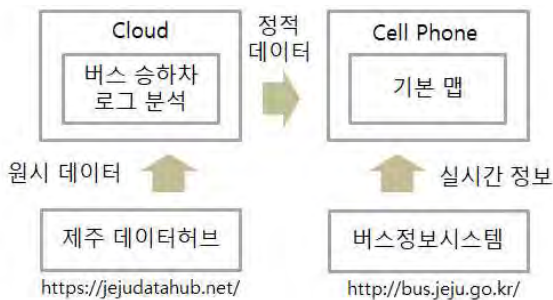 Cloud
버스 승하차
로그 분석
정적
데이터
Cell Phone
기본 맵
원시 데이터
실시간 정보
제주 데이터허브
버스정보시스템
https://jejudatahub.net/
http://bus.jeju.go.kr/